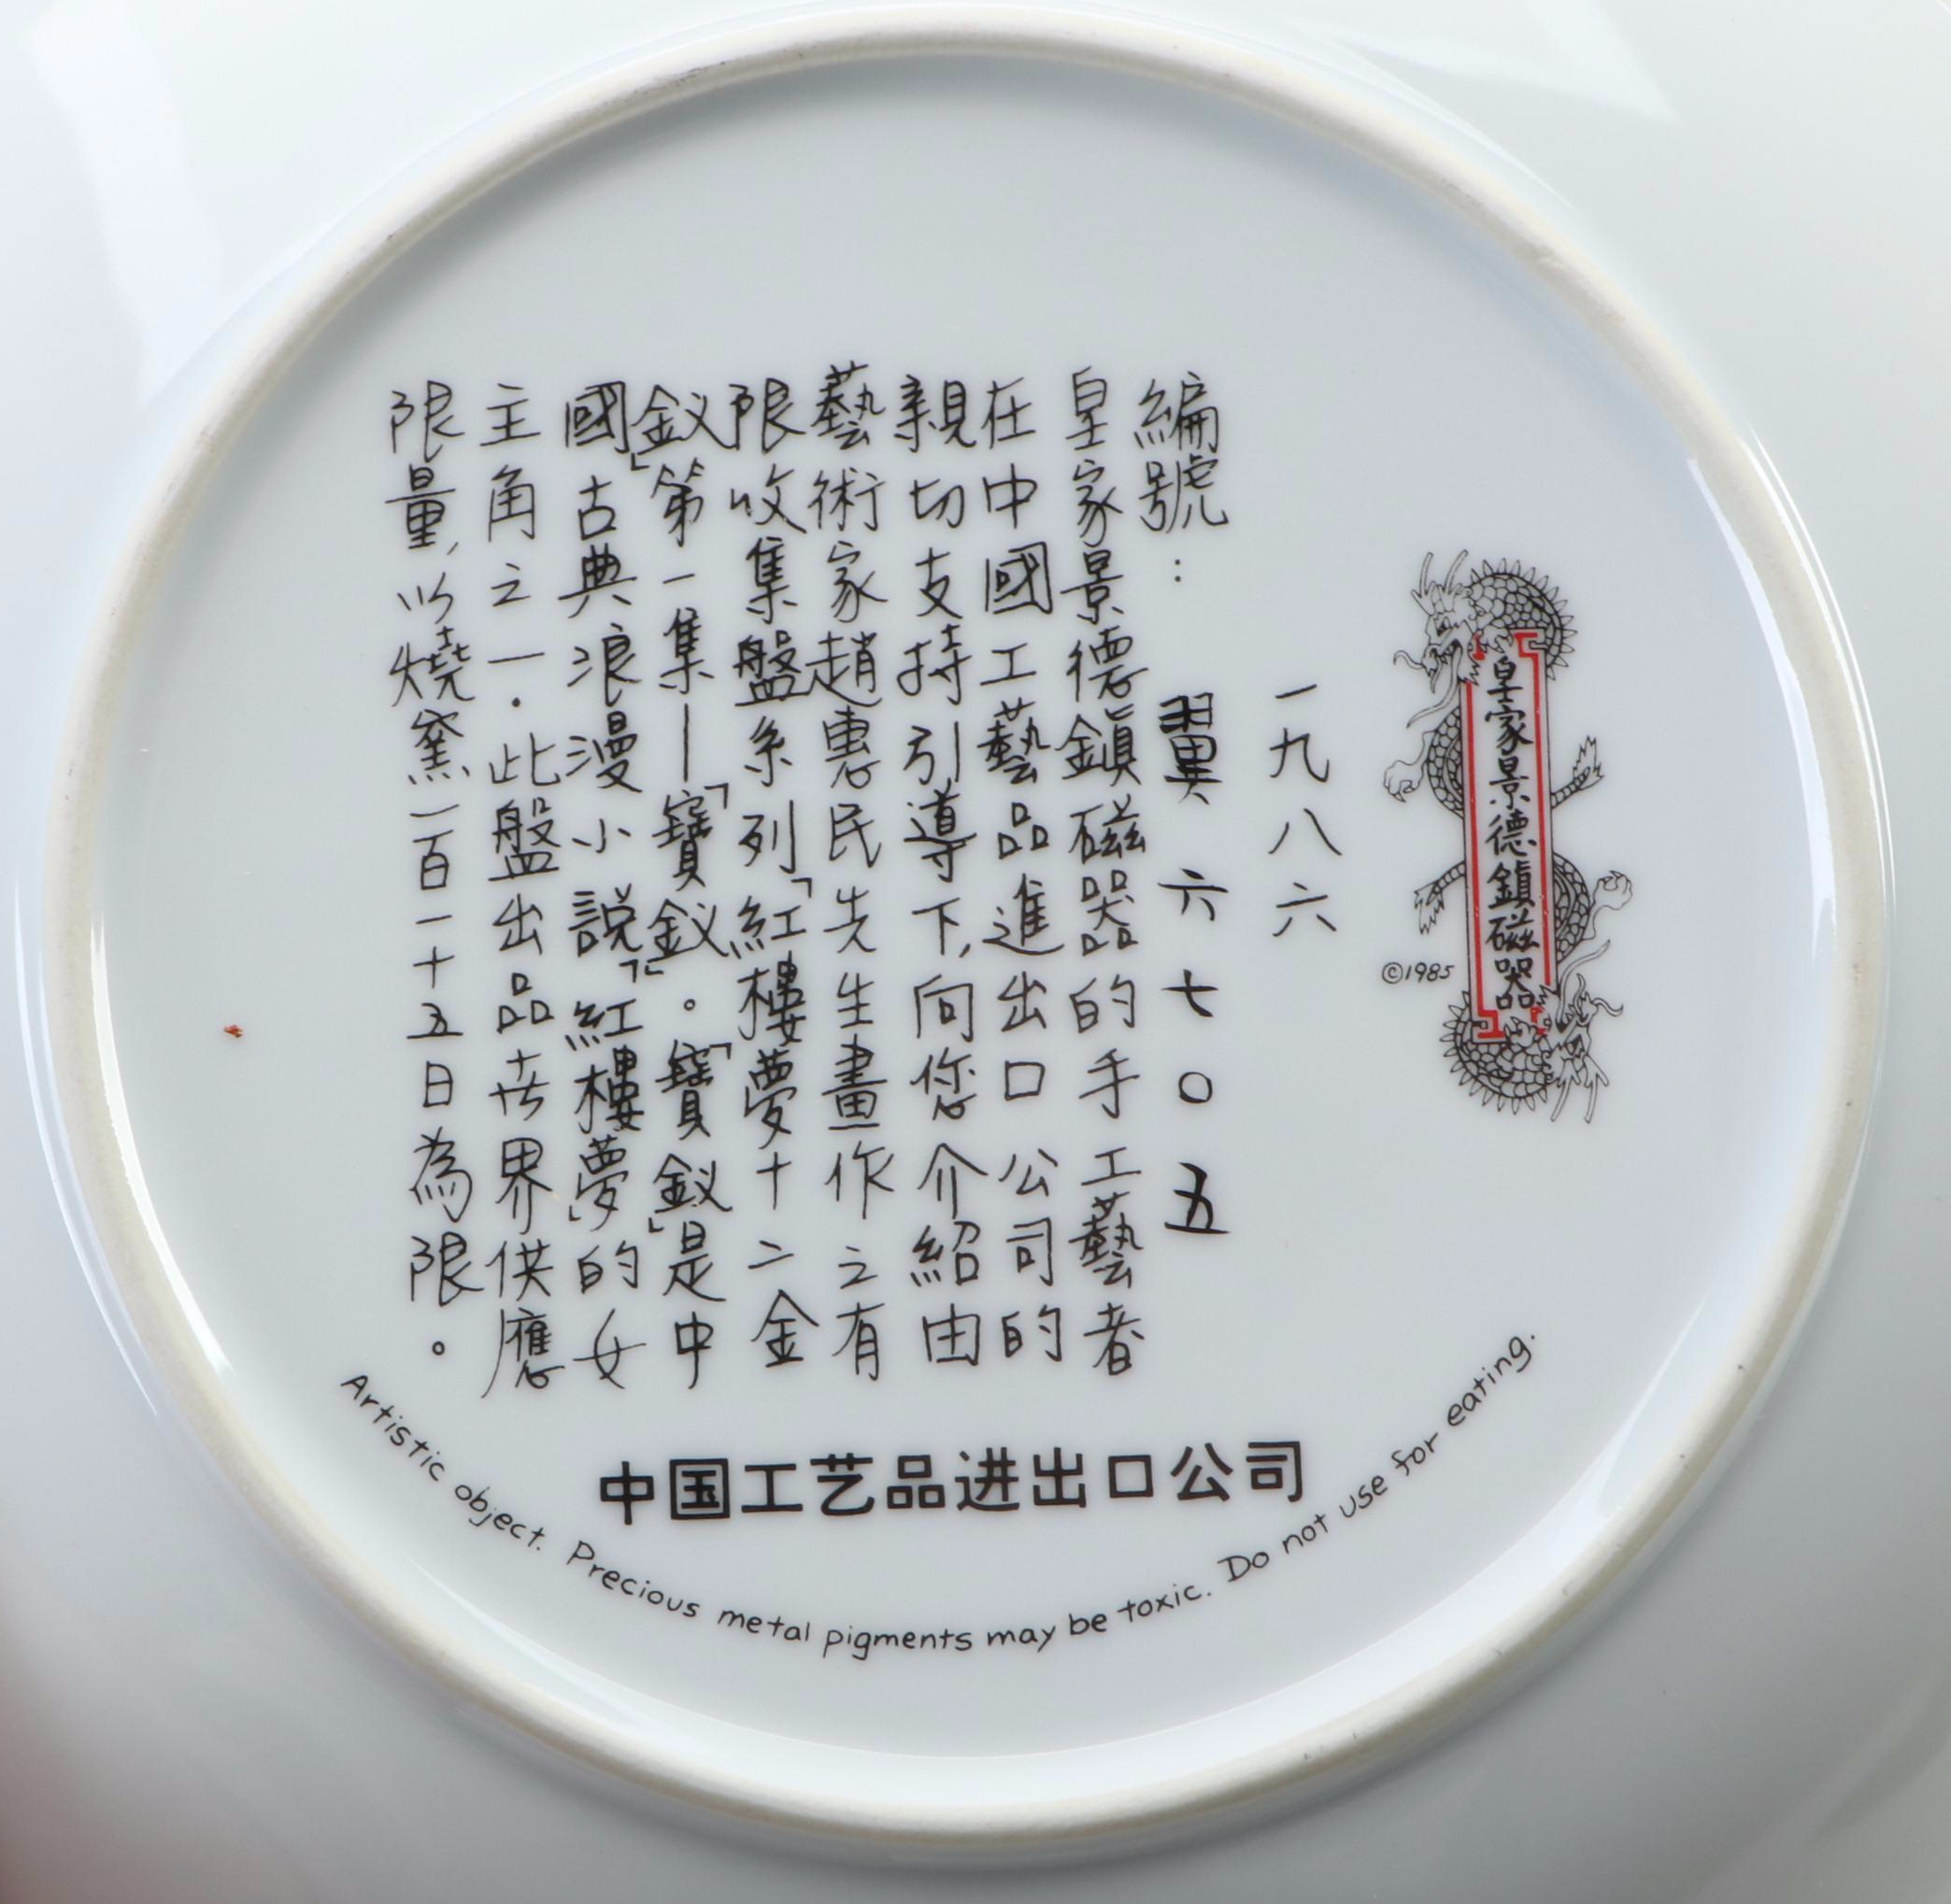 皇家景德鎮磁器
©1985
一九八六
編號：翼六七〇五
皇家景德鎮磁器的手工藝者
在中國工藝品進出口公司的
親切支持引導下，向您介紹由
藝術家趙惠民先生畫作之有
限收集盤系列「紅樓夢十二金
釵」第一集—「寶釵」。「寶釵」是中
國古典浪漫小說「紅樓夢」的女
主角之一．此盤出品世界供應
限量，以燒窯一百一十五日為限。
中国工艺品进出口公司
Artistic object. Precious metal pigments may be toxic. Do not use for eating.